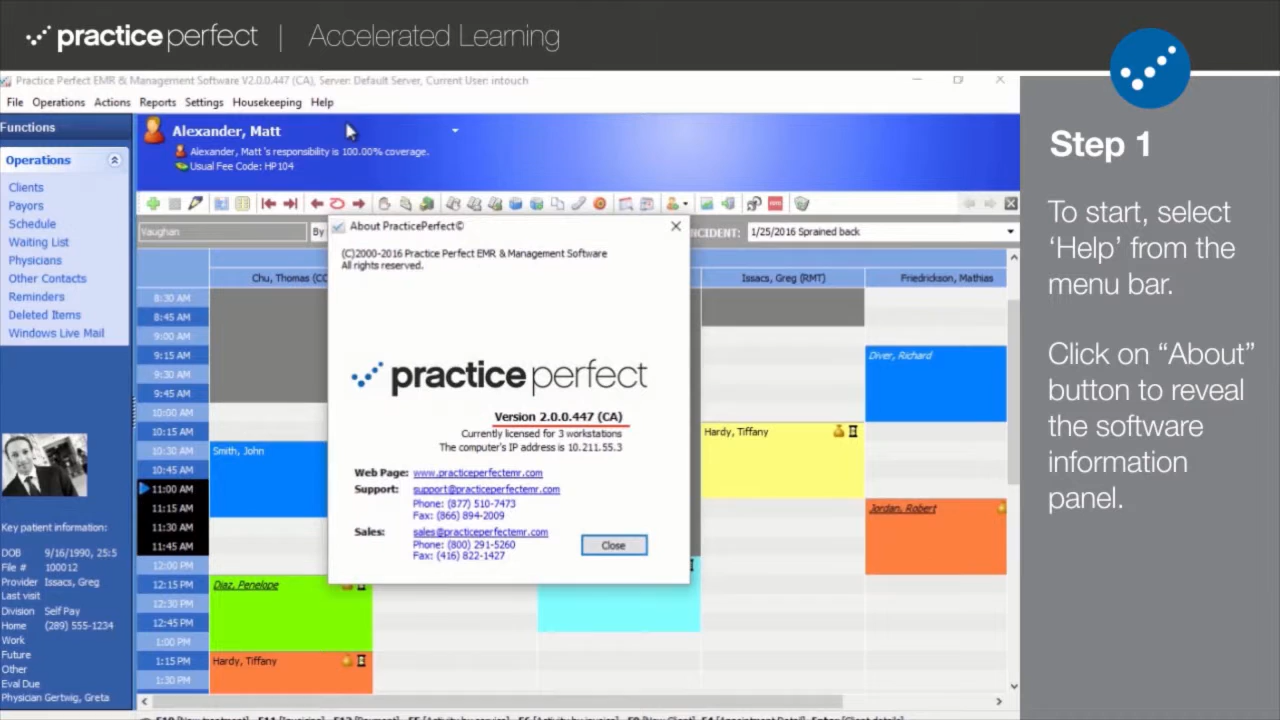 practice perfect | Accelerated Learning
Practice Perfect EMR & Management Software V2.0.0.447 (CA), Server: Default Server, Current User: intouch
File Operations Actions Reports Settings Housekeeping Help
Functions
Operations
Clients
Payors
Schedule
Waiting List
Physicians
Other Contacts
Reminders
Deleted Items
Windows Live Mail
Key patient information:
DOB 9/16/1990, 25:5
File # 100012
Provider Issacs, Greg
Last visit
Division Self Pay
Home (289) 555-1234
Work
Future
Other
Eval Due
Physician Gertwig, Greta
Alexander, Matt
Alexander, Matt 's responsibility is 100.00% coverage.
Usual Fee Code: HP104
Vaughan
By
INCIDENT: 1/25/2016 Sprained back
Chu, Thomas (CC
Issacs, Greg (RMT)
Friedrickson, Mathias
8:30 AM
8:45 AM
9:00 AM
9:15 AM
9:30 AM
9:45 AM
10:00 AM
10:15 AM
10:30 AM
10:45 AM
11:00 AM
11:15 AM
11:30 AM
11:45 AM
12:00 PM
12:15 PM
12:30 PM
12:45 PM
1:00 PM
1:15 PM
1:30 PM
Smith, John
Diaz, Penelope
Hardy, Tiffany
Hardy, Tiffany
Diver, Richard
Jordan, Robert
About PracticePerfect©
(C)2000-2016 Practice Perfect EMR & Management Software
All rights reserved.
practice perfect
Version 2.0.0.447 (CA)
Currently licensed for 3 workstations
The computer's IP address is 10.211.55.3
Web Page: www.practiceperfectemr.com
Support: support@practiceperfectemr.com
Phone: (877) 510-7473
Fax: (866) 894-2009
Sales: sales@practiceperfectemr.com
Phone: (800) 291-5260
Fax: (416) 822-1427
Close
Step 1
To start, select
‘Help’ from the
menu bar.
Click on “About”
button to reveal
the software
information
panel.